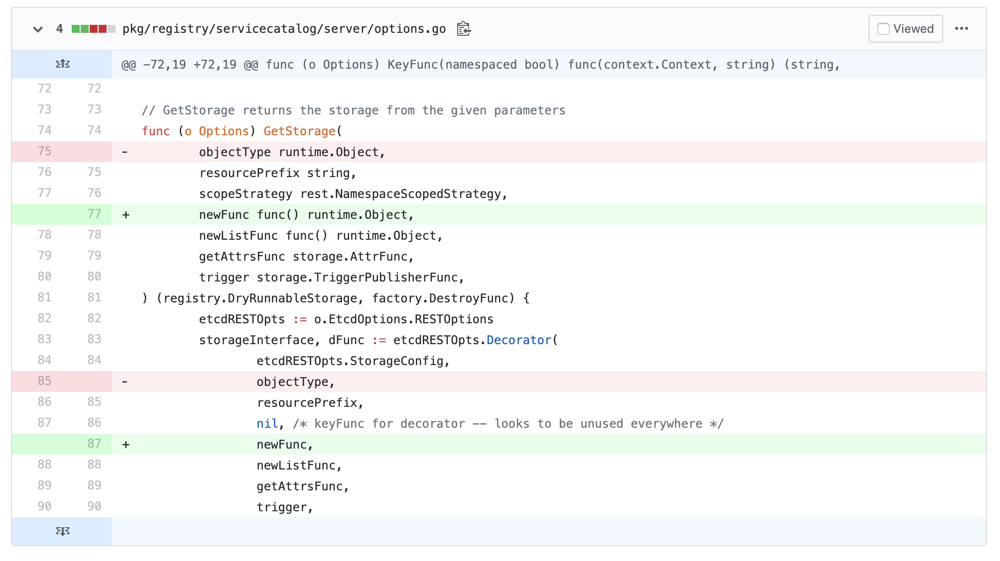 4 pkg/registry/servicecatalog/server/options.go Viewed
@@ -72,19 +72,19 @@ func (o Options) KeyFunc(namespaced bool) func(context.Context, string) (string,
72 72
73 73 // GetStorage returns the storage from the given parameters
74 74 func (o Options) GetStorage(
75 - objectType runtime.Object,
76 75 resourcePrefix string,
77 76 scopeStrategy rest.NamespaceScopedStrategy,
77 + newFunc func() runtime.Object,
78 78 newListFunc func() runtime.Object,
79 79 getAttrsFunc storage.AttrFunc,
80 80 trigger storage.TriggerPublisherFunc,
81 81 ) (registry.DryRunnableStorage, factory.DestroyFunc) {
82 82 etcdRESTOpts := o.EtcdOptions.RESTOptions
83 83 storageInterface, dFunc := etcdRESTOpts.Decorator(
84 84 etcdRESTOpts.StorageConfig,
85 - objectType,
86 85 resourcePrefix,
87 86 nil, /* keyFunc for decorator -- looks to be unused everywhere */
87 + newFunc,
88 88 newListFunc,
89 89 getAttrsFunc,
90 90 trigger,